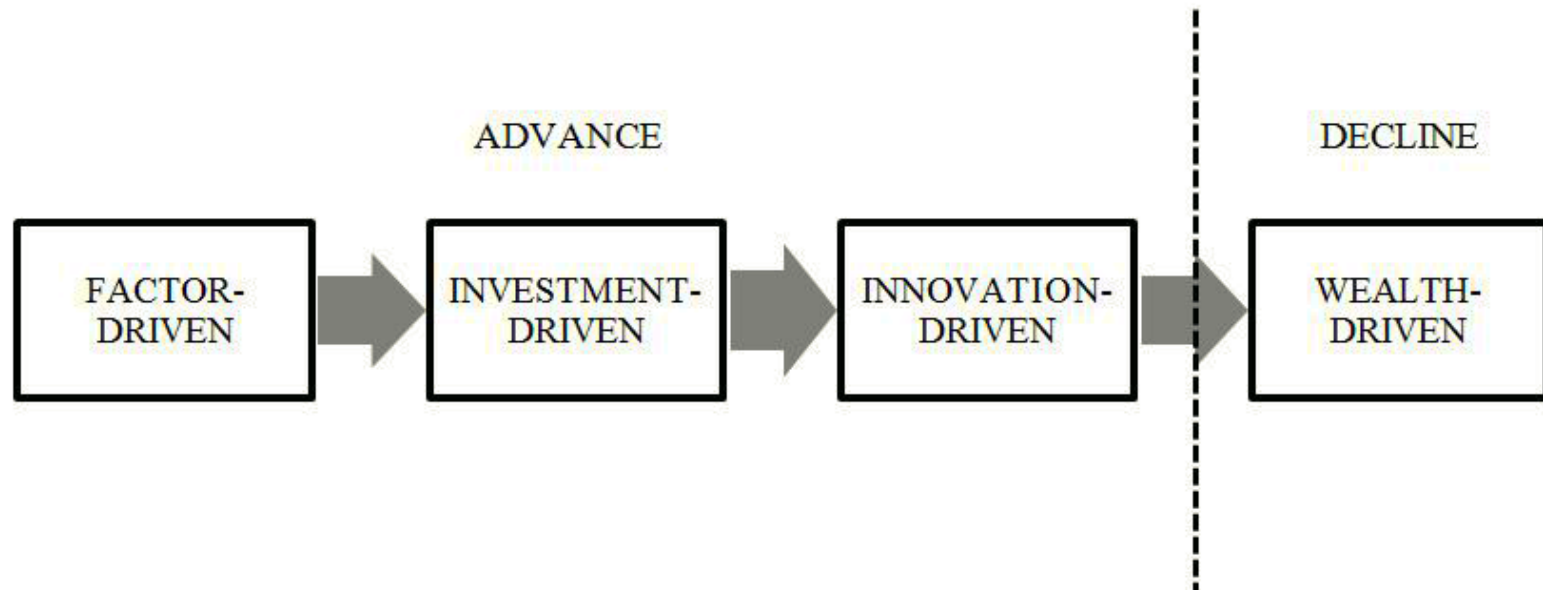 ADVANCE
DECLINE
FACTOR-
DRIVEN
INVESTMENT-
DRIVEN
INNOVATION-
DRIVEN
WEALTH-
DRIVEN